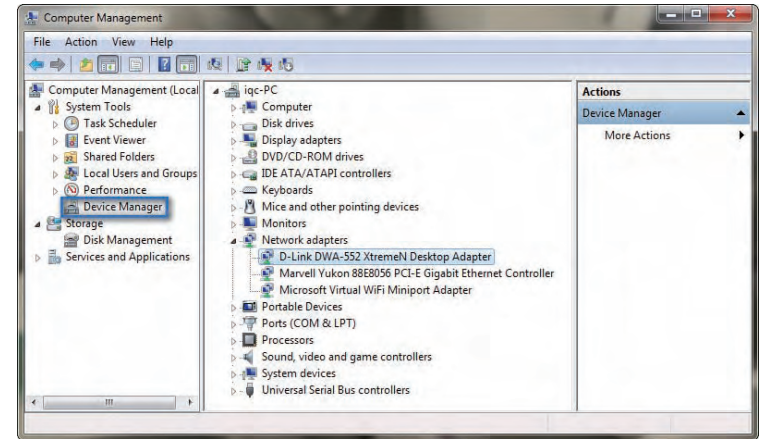 Computer Management
File Action View Help
Computer Management (Local
System Tools
Task Scheduler
Event Viewer
Shared Folders
Local Users and Groups
Performance
Device Manager
Storage
Disk Management
Services and Applications
iqc-PC
Computer
Disk drives
Display adapters
DVD/CD-ROM drives
IDE ATA/ATAPI controllers
Keyboards
Mice and other pointing devices
Monitors
Network adapters
D-Link DWA-552 XtremeN Desktop Adapter
Marvell Yukon 88E8056 PCI-E Gigabit Ethernet Controller
Microsoft Virtual WiFi Miniport Adapter
Portable Devices
Ports (COM & LPT)
Processors
Sound, video and game controllers
System devices
Universal Serial Bus controllers
Actions
Device Manager
More Actions